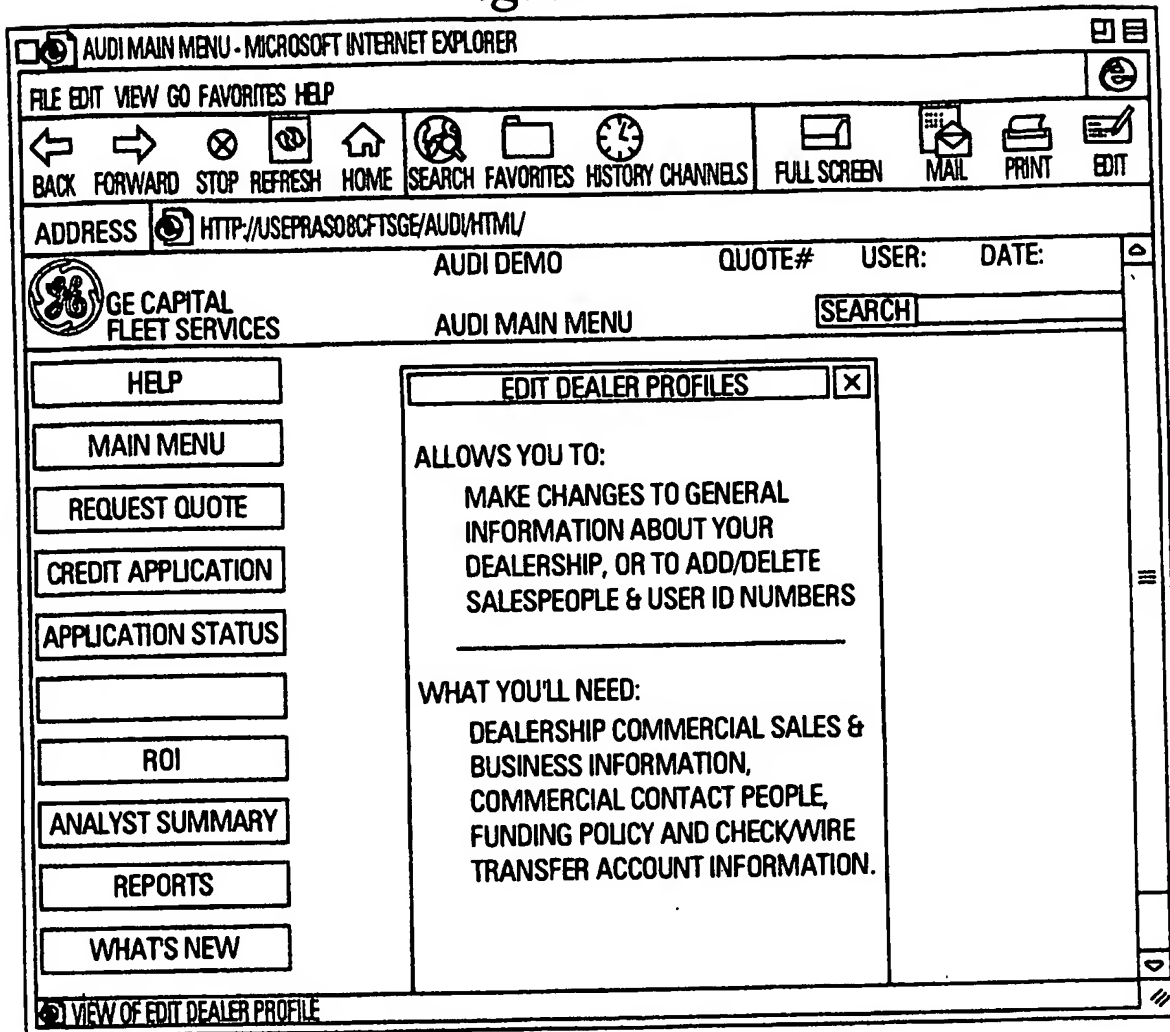 AUDI MAIN MENU - MICROSOFT INTERNET EXPLORER
FILE EDIT VIEW GO FAVORITES HELP
BACK FORWARD STOP REFRESH HOME SEARCH FAVORITES HISTORY CHANNELS FULL SCREEN MAIL PRINT EDIT
ADDRESS HTTP://USEPRAS08CFTSGE/AUDI/HTML/
AUDI DEMO QUOTE# USER: DATE:
GE CAPITAL
FLEET SERVICES
AUDI MAIN MENU
SEARCH
HELP
MAIN MENU
REQUEST QUOTE
CREDIT APPLICATION
APPLICATION STATUS
ROI
ANALYST SUMMARY
REPORTS
WHAT'S NEW
EDIT DEALER PROFILES
ALLOWS YOU TO:
MAKE CHANGES TO GENERAL
INFORMATION ABOUT YOUR
DEALERSHIP, OR TO ADD/DELETE
SALESPEOPLE & USER ID NUMBERS
WHAT YOU'LL NEED:
DEALERSHIP COMMERCIAL SALES &
BUSINESS INFORMATION,
COMMERCIAL CONTACT PEOPLE,
FUNDING POLICY AND CHECK/WIRE
TRANSFER ACCOUNT INFORMATION.
VIEW OF EDIT DEALER PROFILE